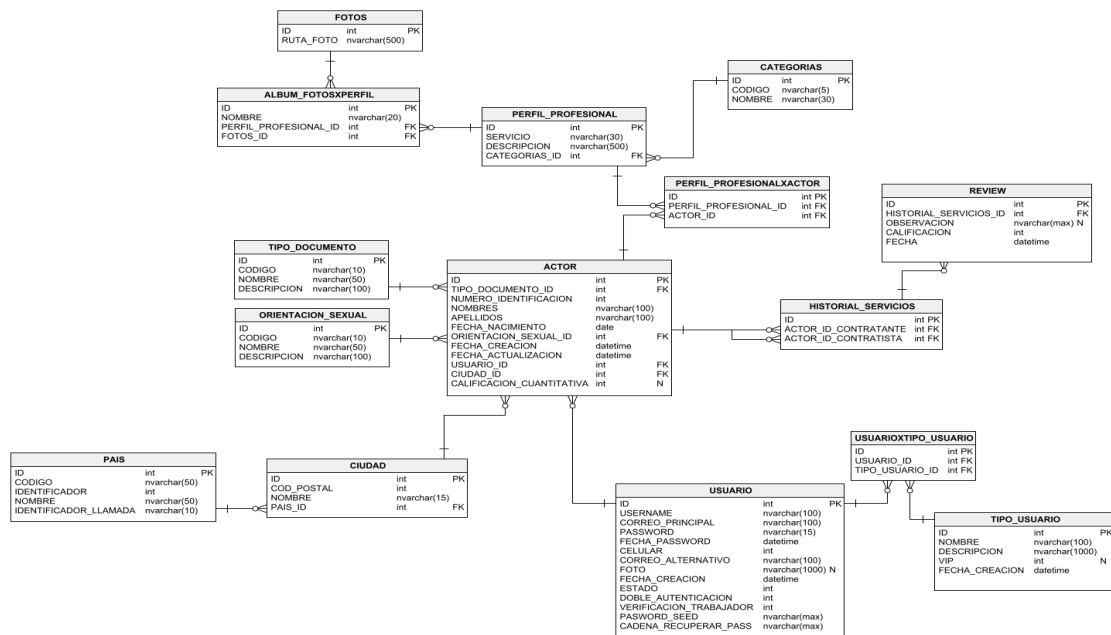 FOTOS
ID int PK
RUTA_FOTO nvarchar(500)
ALBUM_FOTOSXPERFIL
ID int PK
NOMBRE nvarchar(20)
PERFIL_PROFESIONAL_ID int FK
FOTOS_ID int FK
PERFIL_PROFESIONAL
ID int PK
SERVICIO nvarchar(30)
DESCRIPCION nvarchar(500)
CATEGORIAS_ID int FK
CATEGORIAS
ID int PK
CODIGO nvarchar(5)
NOMBRE nvarchar(30)
PERFIL_PROFESIONALXACTOR
ID int PK
PERFIL_PROFESIONAL_ID int FK
ACTOR_ID int FK
REVIEW
ID int PK
HISTORIAL_SERVICIOS_ID int FK
OBSERVACION nvarchar(max) N
CALIFICACION int
FECHA datetime
TIPO_DOCUMENTO
ID int PK
CODIGO nvarchar(10)
NOMBRE nvarchar(50)
DESCRIPCION nvarchar(100)
ORIENTACION_SEXUAL
ID int PK
CODIGO nvarchar(10)
NOMBRE nvarchar(50)
DESCRIPCION nvarchar(100)
ACTOR
ID int PK
TIPO_DOCUMENTO_ID int FK
NUMERO_IDENTIFICACION int
NOMBRES nvarchar(100)
APELLIDOS nvarchar(100)
FECHA_NACIMIENTO date
ORIENTACION_SEXUAL_ID int FK
FECHA_CREACION datetime
FECHA_ACTUALIZACION datetime
USUARIO_ID int FK
CIUDAD_ID int FK
CALIFICACION_CUANTITATIVA int N
HISTORIAL_SERVICIOS
ID int PK
ACTOR_ID_CONTRATANTE int FK
ACTOR_ID_CONTRATISTA int FK
PAIS
ID int PK
CODIGO nvarchar(50)
IDENTIFICADOR int
NOMBRE nvarchar(50)
IDENTIFICADOR_LLAMADA nvarchar(10)
CIUDAD
ID int PK
COD_POSTAL int
NOMBRE nvarchar(15)
PAIS_ID int FK
USUARIO
ID int PK
USERNAME nvarchar(100)
CORREO_PRINCIPAL nvarchar(100)
PASSWORD nvarchar(15)
FECHA_PASSWORD datetime
CELULAR int
CORREO_ALTERNATIVO nvarchar(100)
FOTO nvarchar(1000) N
FECHA_CREACION datetime
ESTADO int
DOBLE_AUTENTICACION int
VERIFICACION_TRABAJADOR int
PASWORD_SEED nvarchar(max)
CADENA_RECUPERAR_PASS nvarchar(max)
USUARIOXTIPO_USUARIO
ID int PK
USUARIO_ID int FK
TIPO_USUARIO_ID int FK
TIPO_USUARIO
ID int PK
NOMBRE nvarchar(100)
DESCRIPCION nvarchar(1000)
VIP int N
FECHA_CREACION datetime